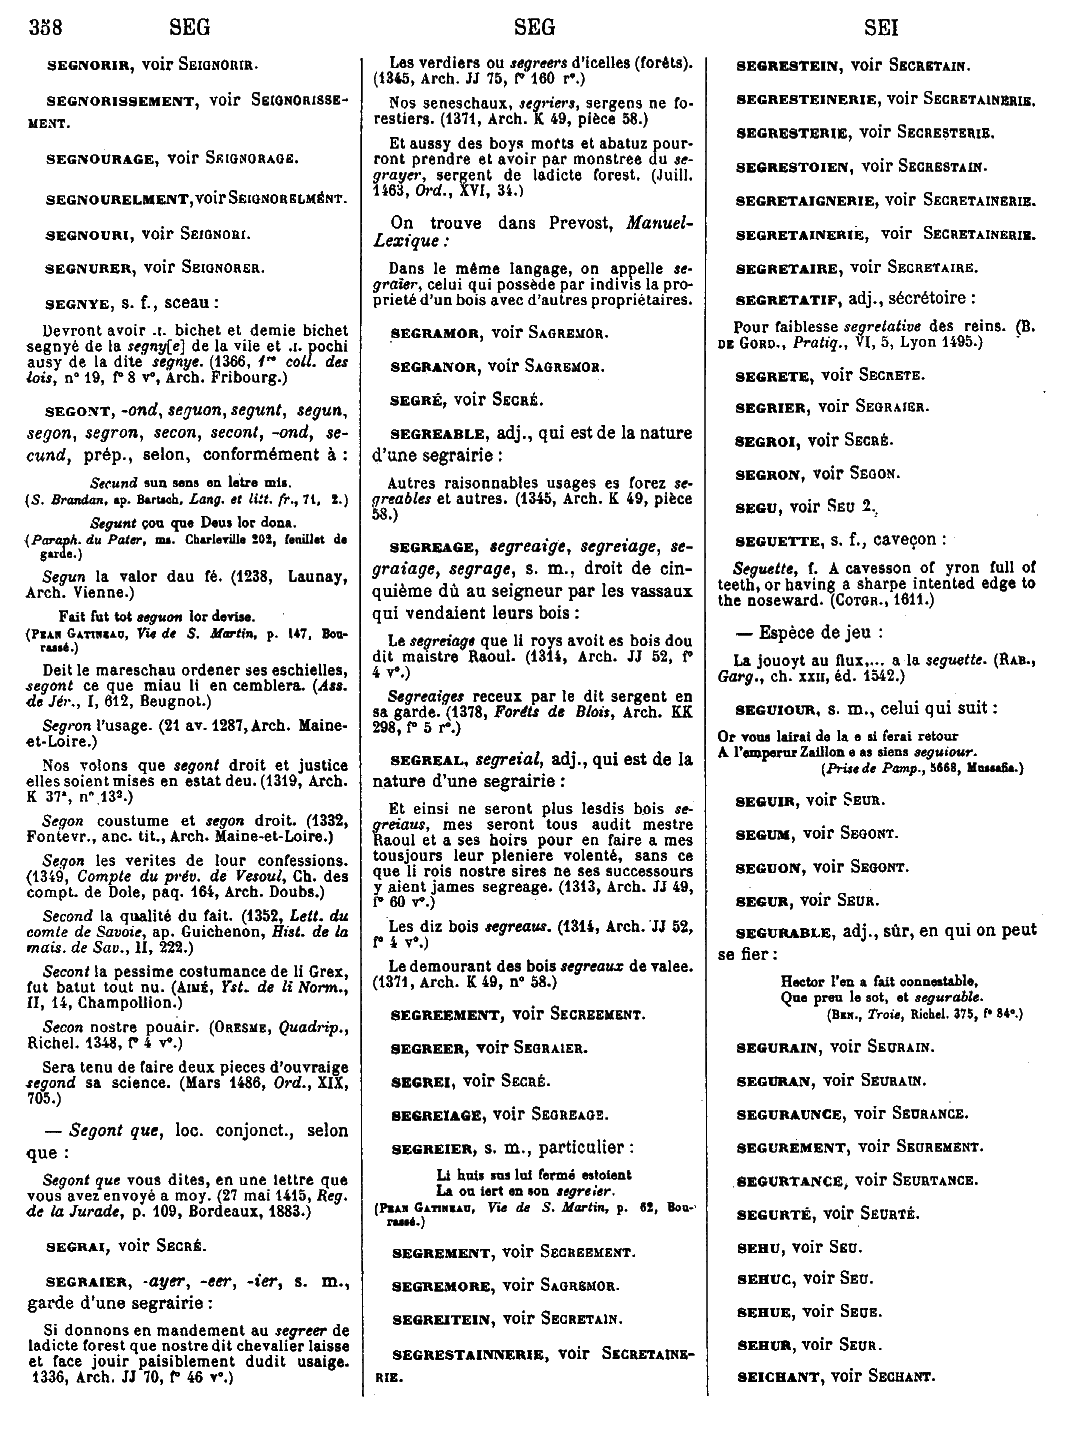 358 SEG SEG SEI
SEGNORIR, voir SEIGNORIR.
SEGNORISSEMENT, voir SEIGNORISSE-
MENT.
SEGNOURAGE, voir SEIGNORAGE.
SEGNOURELMENT, voir SEIGNORELMÉNT.
SEGNOURI, voir SEIGNORI.
SEGNURER, voir SEIGNORER.
SEGNYE, s. f., sceau :
Devront avoir .I. bichet et demie bichet
segnyé de la segny[e] de la vile et .I. pochi
ausy de la dite segnye. (1366, 1re coll. des
lois, n° 19, f° 8 v°, Arch. Fribourg.)
SEGONT, -ond, seguon, segunt, segun,
segon, segron, secon, secont, -ond, se-
cund, prép., selon, conformément à :
Secund sun sens en letre mis.
(S. Brandan, ap. Bartsch, Lang. et litt. fr., 71, 2.)
Segunt çou que Deus lor dona.
(Paraph. du Pater, ms. Charleville 202, feuillet de
garde.)
Segun la valor dau fé. (1238, Launay,
Arch. Vienne.)
Fait fut tot seguon lor devise.
(PEAN GATINEAU, Vie de S. Martin, p. 147, Bou-
rassé.)
Deit le mareschau ordener ses eschielles,
segont ce que miau li en cemblera. (Ass.
de Jér., I, 612, Beugnot.)
Segron l'usage. (21 av. 1287, Arch. Maine-
et-Loire.)
Nos volons que segont droit et justice
elles soient mises en estat deu. (1319, Arch.
K 37ª, n° 13².)
Segon coustume et segon droit. (1332,
Fontevr., anc. tit., Arch. Maine-et-Loire.)
Segon les verites de lour confessions.
(1349, Compte du prév. de Vesoul, Ch. des
compt. de Dole, paq. 164, Arch. Doubs.)
Second la qualité du fait. (1352, Lett. du
comte de Savoie, ap. Guichenon, Hist. de la
mais. de Sav., II, 222.)
Secont la pessime costumance de li Grex,
fut batut tout nu. (AIMÉ, Yst. de li Norm.,
II, 14, Champollion.)
Secon nostre pouair. (ORESME, Quadrip.,
Richel. 1348, f° 4 v°.)
Sera tenu de faire deux pieces d'ouvraige
segond sa science. (Mars 1486, Ord., XIX,
705.)
— Segont que, loc. conjonct., selon
que :
Segont que vous dites, en une lettre que
vous avez envoyé a moy. (27 mai 1415, Reg.
de la Jurade, p. 109, Bordeaux, 1883.)
SEGRAI, voir SECRÉ.
SEGRAIER, -ayer, -eer, -ier, s. m.,
garde d'une segrairie :
Si donnons en mandement au segreer de
ladicte forest que nostre dit chevalier laisse
et face jouir paisiblement dudit usaige.
1336, Arch. JJ 70, f° 46 v°.)
Les verdiers ou segreers d'icelles (forêts).
(1345, Arch. JJ 75, f° 160 r°.)
Nos seneschaux, segriers, sergens ne fo-
restiers. (1371, Arch. K 49, pièce 58.)
Et aussy des boys morts et abatuz pour-
ront prendre et avoir par monstree du se-
grayer, sergent de ladicte forest. (Juill.
1463, Ord., XVI, 34.)
On trouve dans Prevost, Manuel-
Lexique :
Dans le même langage, on appelle se-
graier, celui qui possède par indivis la pro-
prieté d'un bois avec d'autres propriétaires.
SEGRAMOR, voir SAGREMOR.
SEGRANOR, voir SAGREMOR.
SEGRÉ, voir SECRÉ.
SEGREABLE, adj., qui est de la nature
d'une segrairie :
Autres raisonnables usages es forez se-
greables et autres. (1345, Arch. K 49, pièce
58.)
SEGREAGE, segreaige, segreiage, se-
graiage, segrage, s. m., droit de cin-
quième dû au seigneur par les vassaux
qui vendaient leurs bois :
Le segreiage que li roys avoit es bois dou
dit maistre Raoul. (1314, Arch. JJ 52, f°
4 v°.)
Segreaiges receux par le dit sergent en
sa garde. (1378, Forêts de Blois, Arch. KK
298, f° 5 r°.)
SEGREAL, segreial, adj., qui est de la
nature d'une segrairie :
Et einsi ne seront plus lesdis bois se-
greiaus, mes seront tous audit mestre
Raoul et a ses hoirs pour en faire a mes
tousjours leur pleniere volenté, sans ce
que li rois nostre sires ne ses successours
y aient james segreage. (1313, Arch. JJ 49,
f° 60 v°.)
Les diz bois segreaus. (1314, Arch. JJ 52,
f° 4 v°.)
Le demourant des bois segreaux de valee.
(1371, Arch. K 49, n° 58.)
SEGREEMENT, voir SECREEMENT.
SEGREER, voir SEGRAIER.
SEGREI, voir SECRÉ.
SEGREIAGE, voir SEGREAGE.
SEGREIER, s. m., particulier :
Li huis sus lui fermé estoient
La ou iert en son segreier.
(PEAN GATINEAU, Vie de S. Martin, p. 62, Bou-
rassé.)
SEGREMENT, voir SECREEMENT.
SEGREMORE, voir SAGREMOR.
SEGREITEIN, voir SECRETAIN.
SEGRESTAINNERIE, voir SECRETAINE-
RIE.
SEGRESTEIN, voir SECRETAIN.
SEGRESTEINERIE, voir SECRETAINERIE.
SEGRESTERIE, voir SECRESTERIE.
SEGRESTOIEN, voir SECRESTAIN.
SEGRETAIGNERIE, voir SECRETAINERIE.
SEGRETAINERIE, voir SECRETAINERIE.
SEGRETAIRE, voir SECRETAIRE.
SEGRETATIF, adj., sécrétoire :
Pour faiblesse segretative des reins. (B.
DE GORD., Pratiq., VI, 5, Lyon 1495.)
SEGRETE, voir SECRETE.
SEGRIER, voir SEGRAIER.
SEGROI, voir SECRÉ.
SEGRON, voir SEGON.
SEGU, voir SEU 2.
SEGUETTE, s. f., caveçon :
Seguette, f. A cavesson of yron full of
teeth, or having a sharpe intented edge to
the noseward. (COTGR., 1611.)
— Espèce de jeu :
La jouoyt au flux,... a la seguette. (RAB.,
Garg., ch. XXII, éd. 1542.)
SEGUIOUR, s. m., celui qui suit :
Or vous lairai de la e si ferai retour
A l'emperur Zaillon e as siens seguiour.
(Prise de Pamp., 5668, Mussafia.)
SEGUIR, voir SEUR.
SEGUM, voir SEGONT.
SEGUON, voir SEGONT.
SEGUR, voir SEUR.
SEGURABLE, adj., sûr, en qui on peut
se fier :
Hector l'en a fait connestable,
Que preu le sot, et segurable.
(BEN., Troie, Richel. 375, f° 84°.)
SEGURAIN, voir SEURAIN.
SEGURAN, voir SEURAIN.
SEGURAUNCE, voir SEURANCE.
SEGUREMENT, voir SEUREMENT.
SEGURTANCE, voir SEURTANCE.
SEGURTÉ, voir SEURTÉ.
SEHU, voir SEU.
SEHUC, voir SEU.
SEHUE, voir SEUE.
SEHUR, voir SEUR.
SEICHANT, voir SECHANT.